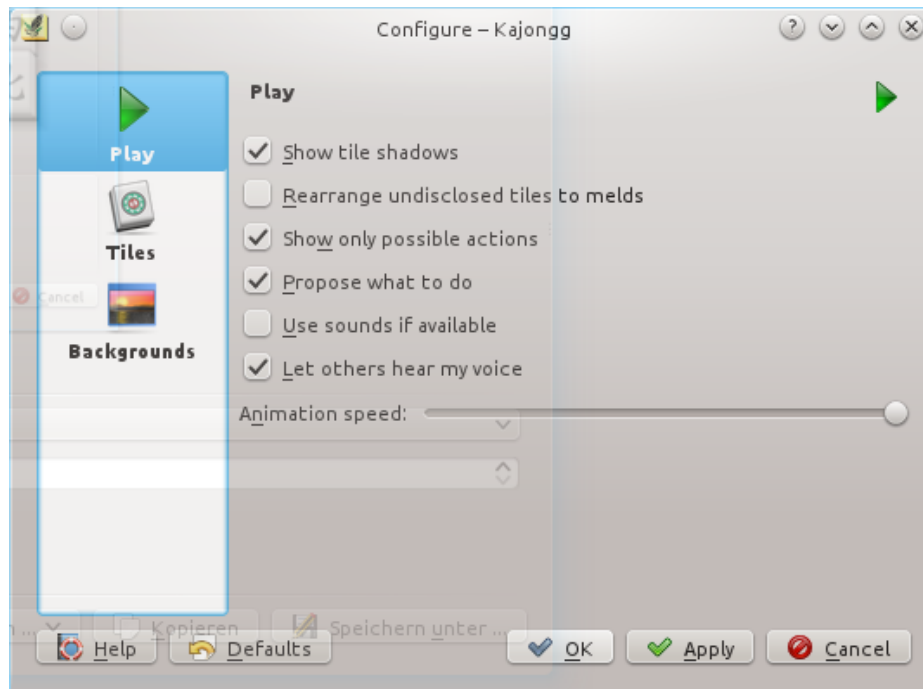 Configure – Kajongg
Play
Play
Tiles
Backgrounds
Show tile shadows
Rearrange undisclosed tiles to melds
Show only possible actions
Propose what to do
Use sounds if available
Let others hear my voice
Animation speed:
Cancel
Kopieren
Speichern unter ...
Help
Defaults
OK
Apply
Cancel